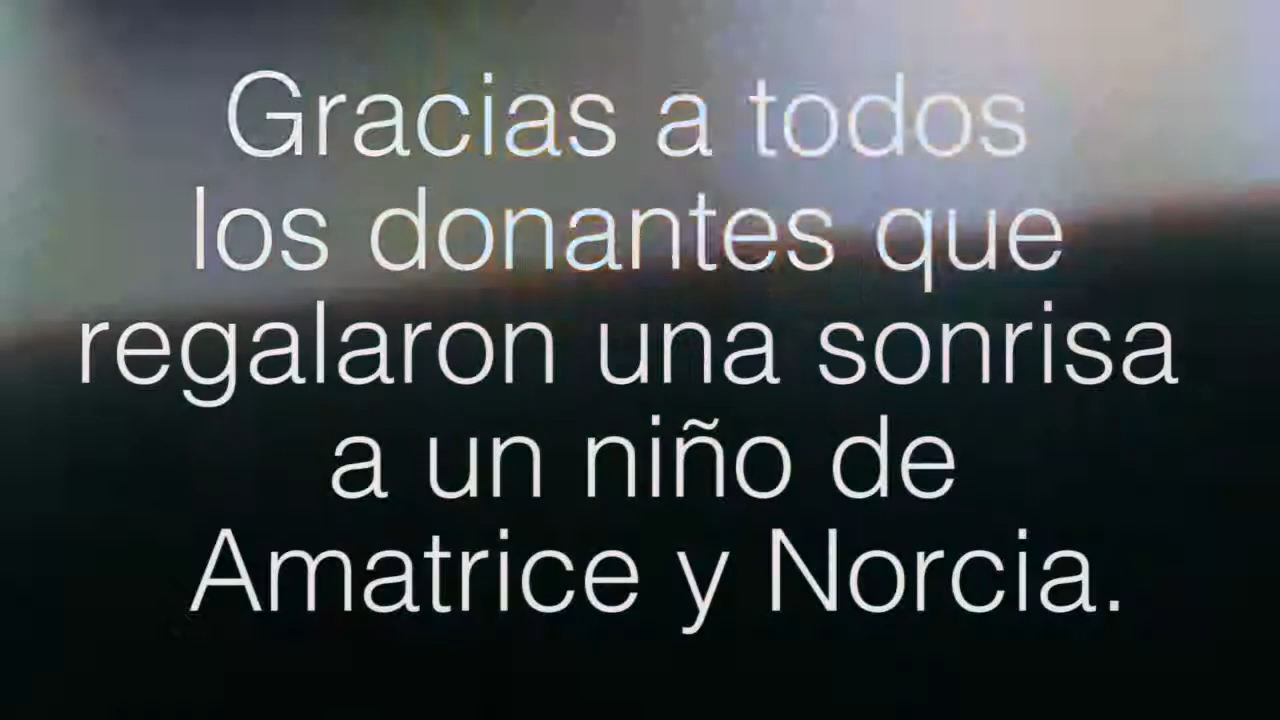 Gracias a todos
los donantes que
regalaron una sonrisa
a un niño de
Amatrice y Norcia.